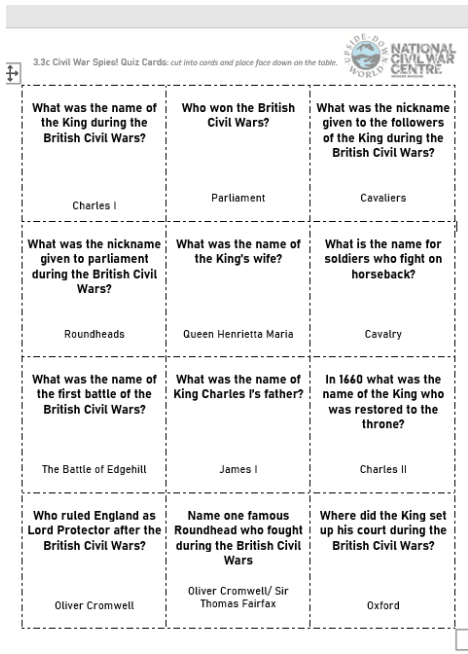 3.3c Civil War Spies! Quiz Cards: cut into cards and place face down on the table.
UPSIDE-DOWN
WORLD
NATIONAL
CIVIL WAR
CENTRE
What was the name of
the King during the
British Civil Wars?
Charles I
Who won the British
Civil Wars?
Parliament
What was the nickname
given to the followers
of the King during the
British Civil Wars?
Cavaliers
What was the nickname
given to parliament
during the British Civil
Wars?
Roundheads
What was the name of
the King's wife?
Queen Henrietta Maria
What is the name for
soldiers who fight on
horseback?
Cavalry
What was the name of
the first battle of the
British Civil Wars?
The Battle of Edgehill
What was the name of
King Charles I's father?
James I
In 1660 what was the
name of the King who
was restored to the
throne?
Charles II
Who ruled England as
Lord Protector after the
British Civil Wars?
Oliver Cromwell
Name one famous
Roundhead who fought
during the British Civil
Wars
Oliver Cromwell/ Sir
Thomas Fairfax
Where did the King set
up his court during the
British Civil Wars?
Oxford